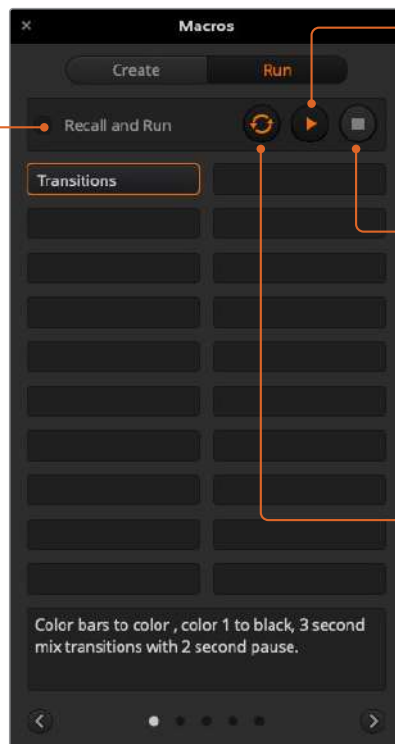 Macros
Create
Run
Recall and Run
Transitions
Color bars to color , color 1 to black, 3 second
mix transitions with 2 second pause.